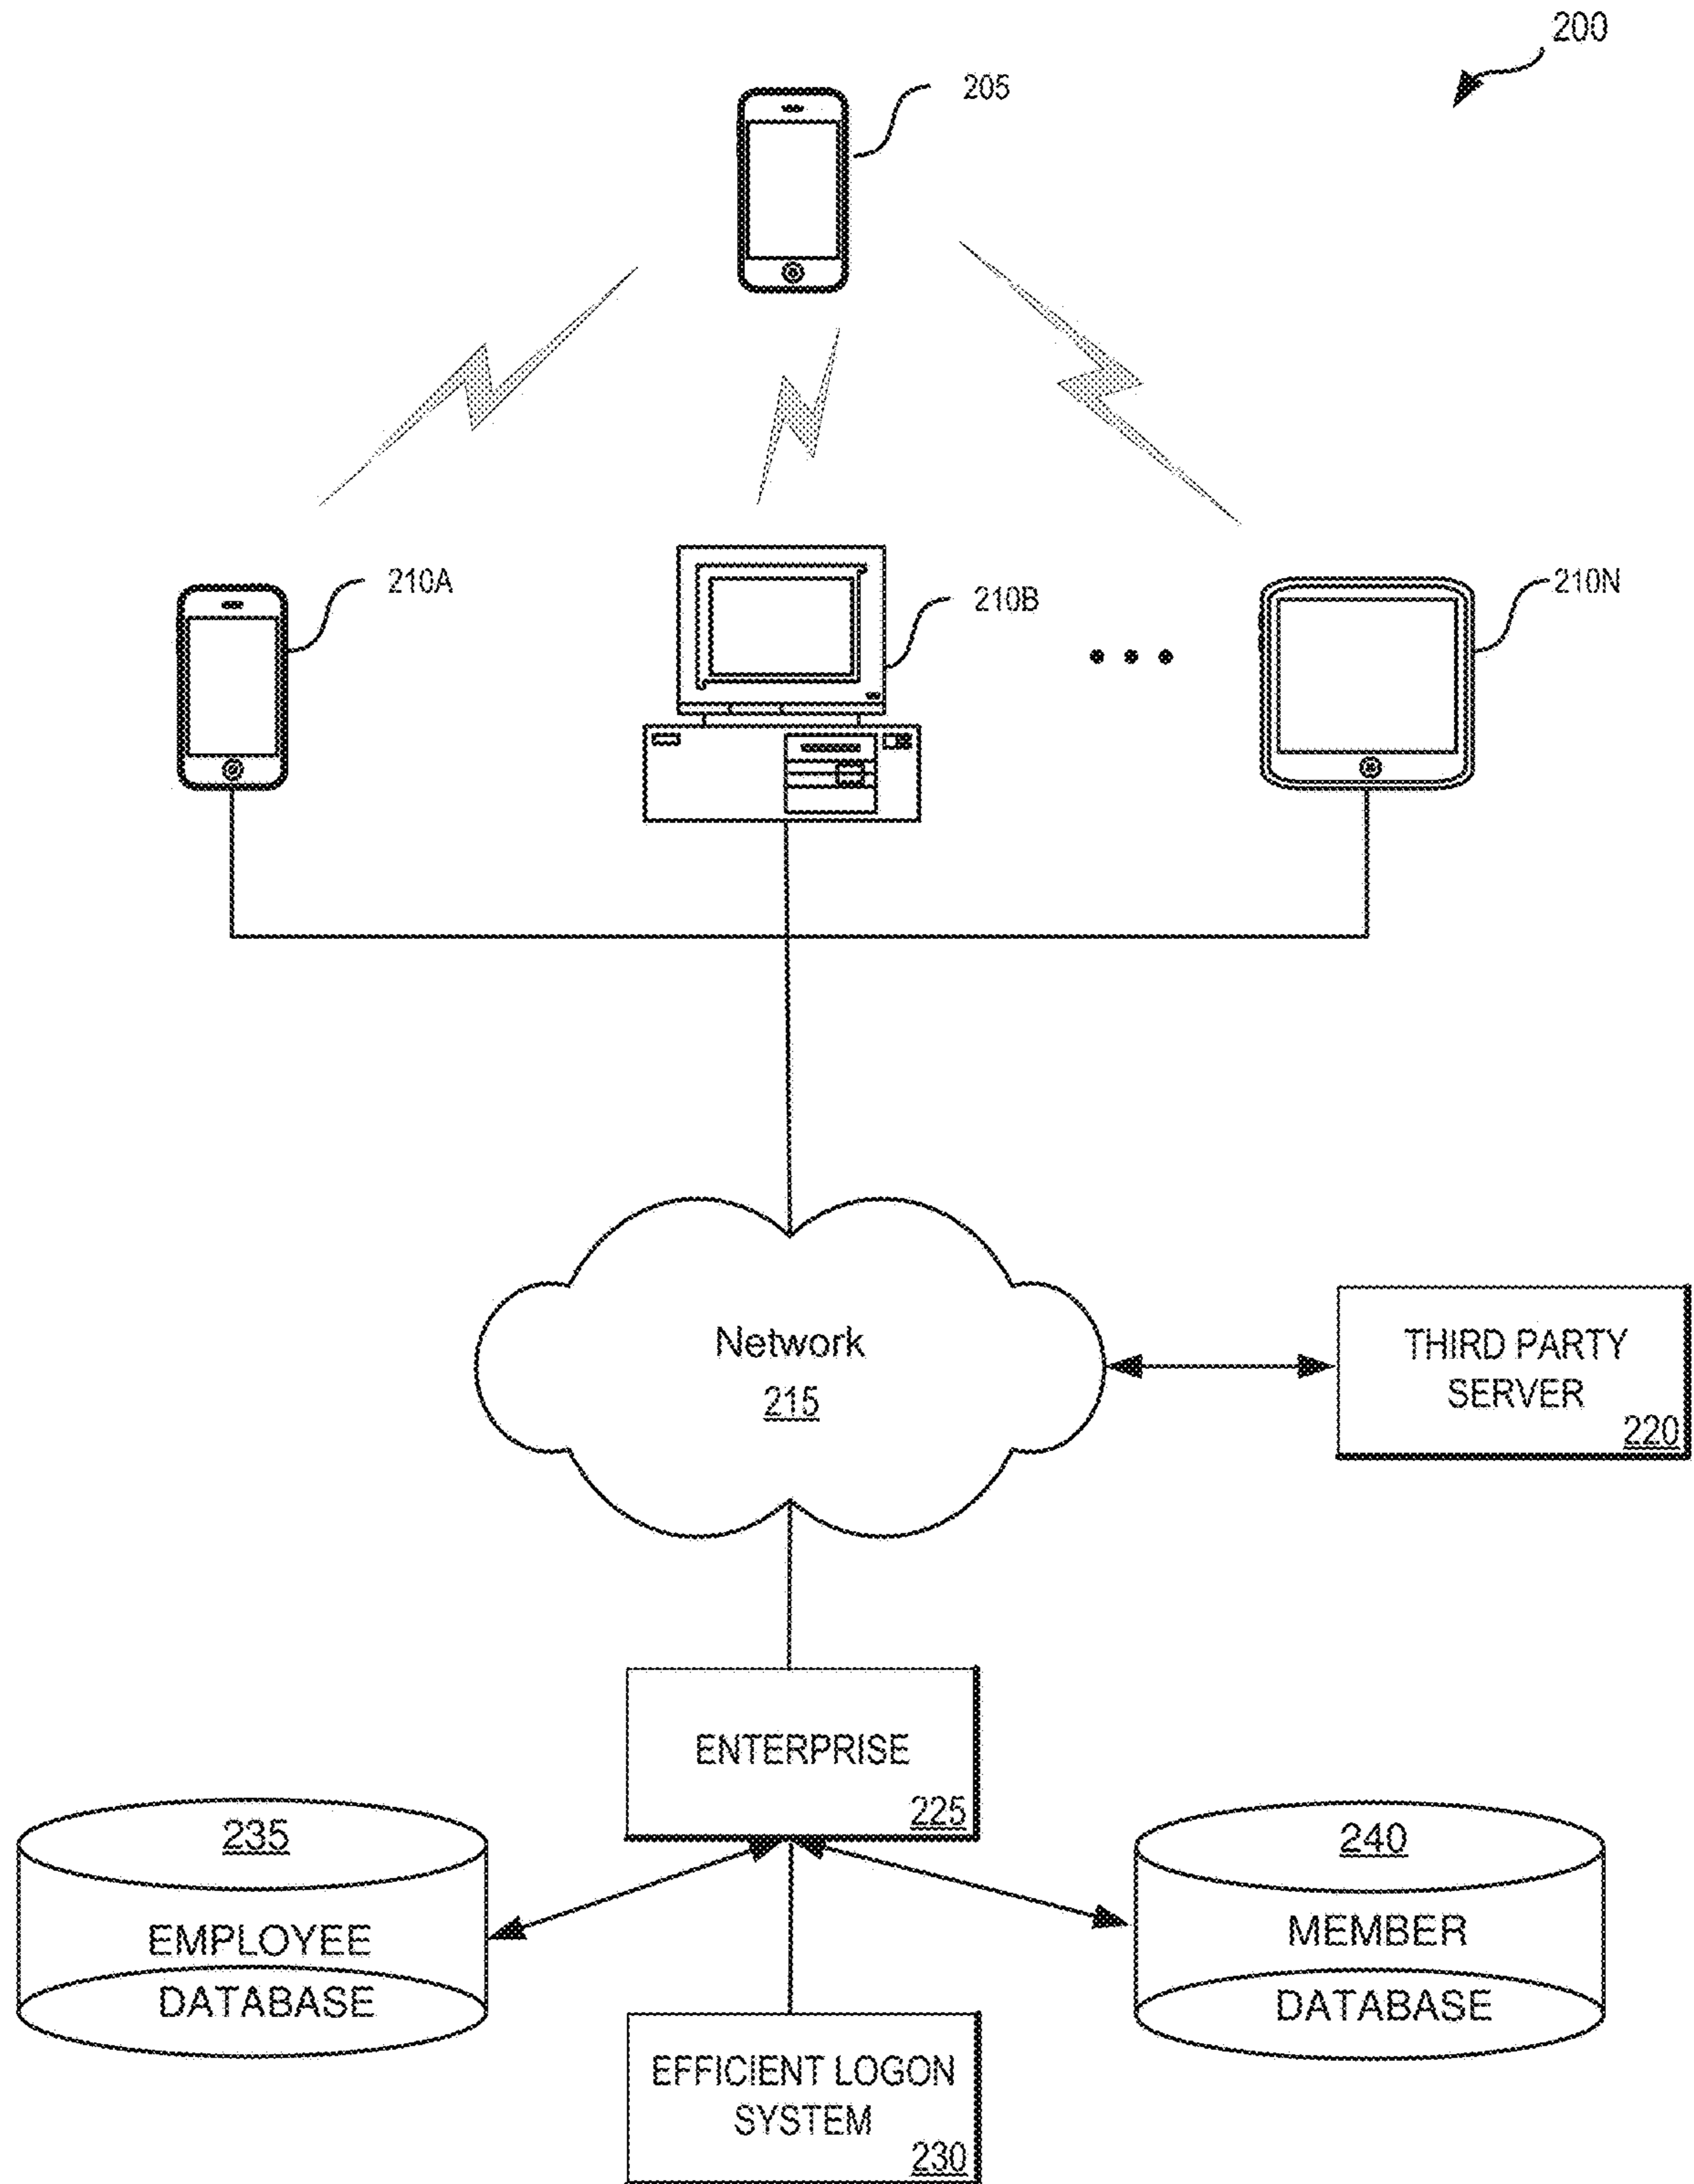 200
205
210A
210B
210N
Network
215
THIRD PARTY
SERVER
220
ENTERPRISE
225
235
EMPLOYEE
DATABASE
240
MEMBER
DATABASE
EFFICIENT LOGON
SYSTEM
230